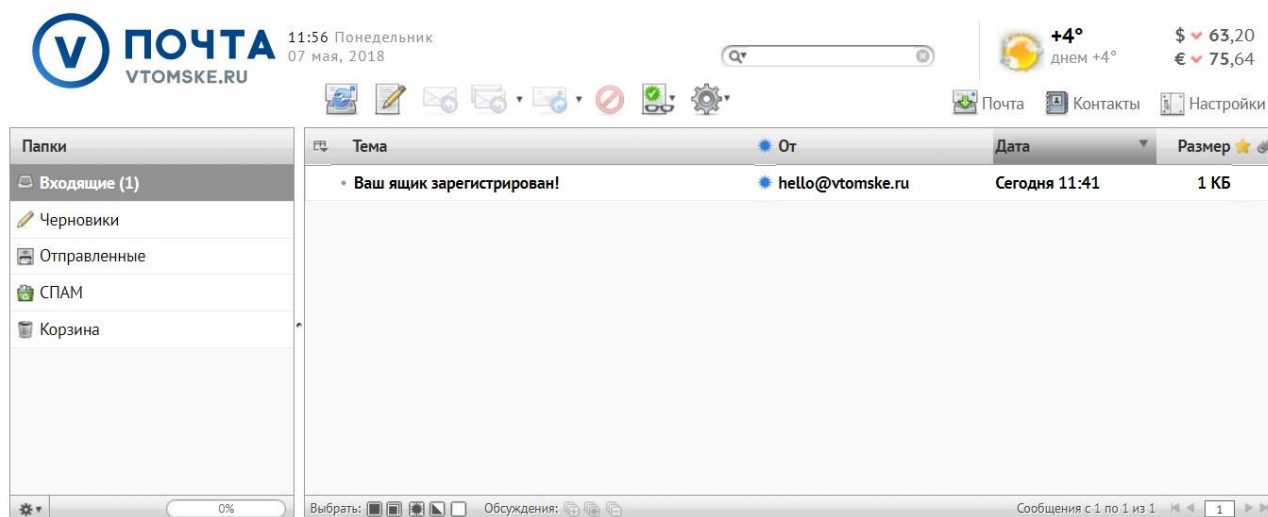 V ПОЧТА
VTOMSKE.RU
11:56 Понедельник
07 мая, 2018
+4°
днем +4°
$ 63,20
€ 75,64
Почта Контакты Настройки
Папки
Входящие (1)
Черновики
Отправленные
СПАМ
Корзина
0%
Тема От Дата Размер
Ваш ящик зарегистрирован! hello@vtomske.ru Сегодня 11:41 1 КБ
Выбрать: Обсуждения: Сообщения с 1 по 1 из 1 1